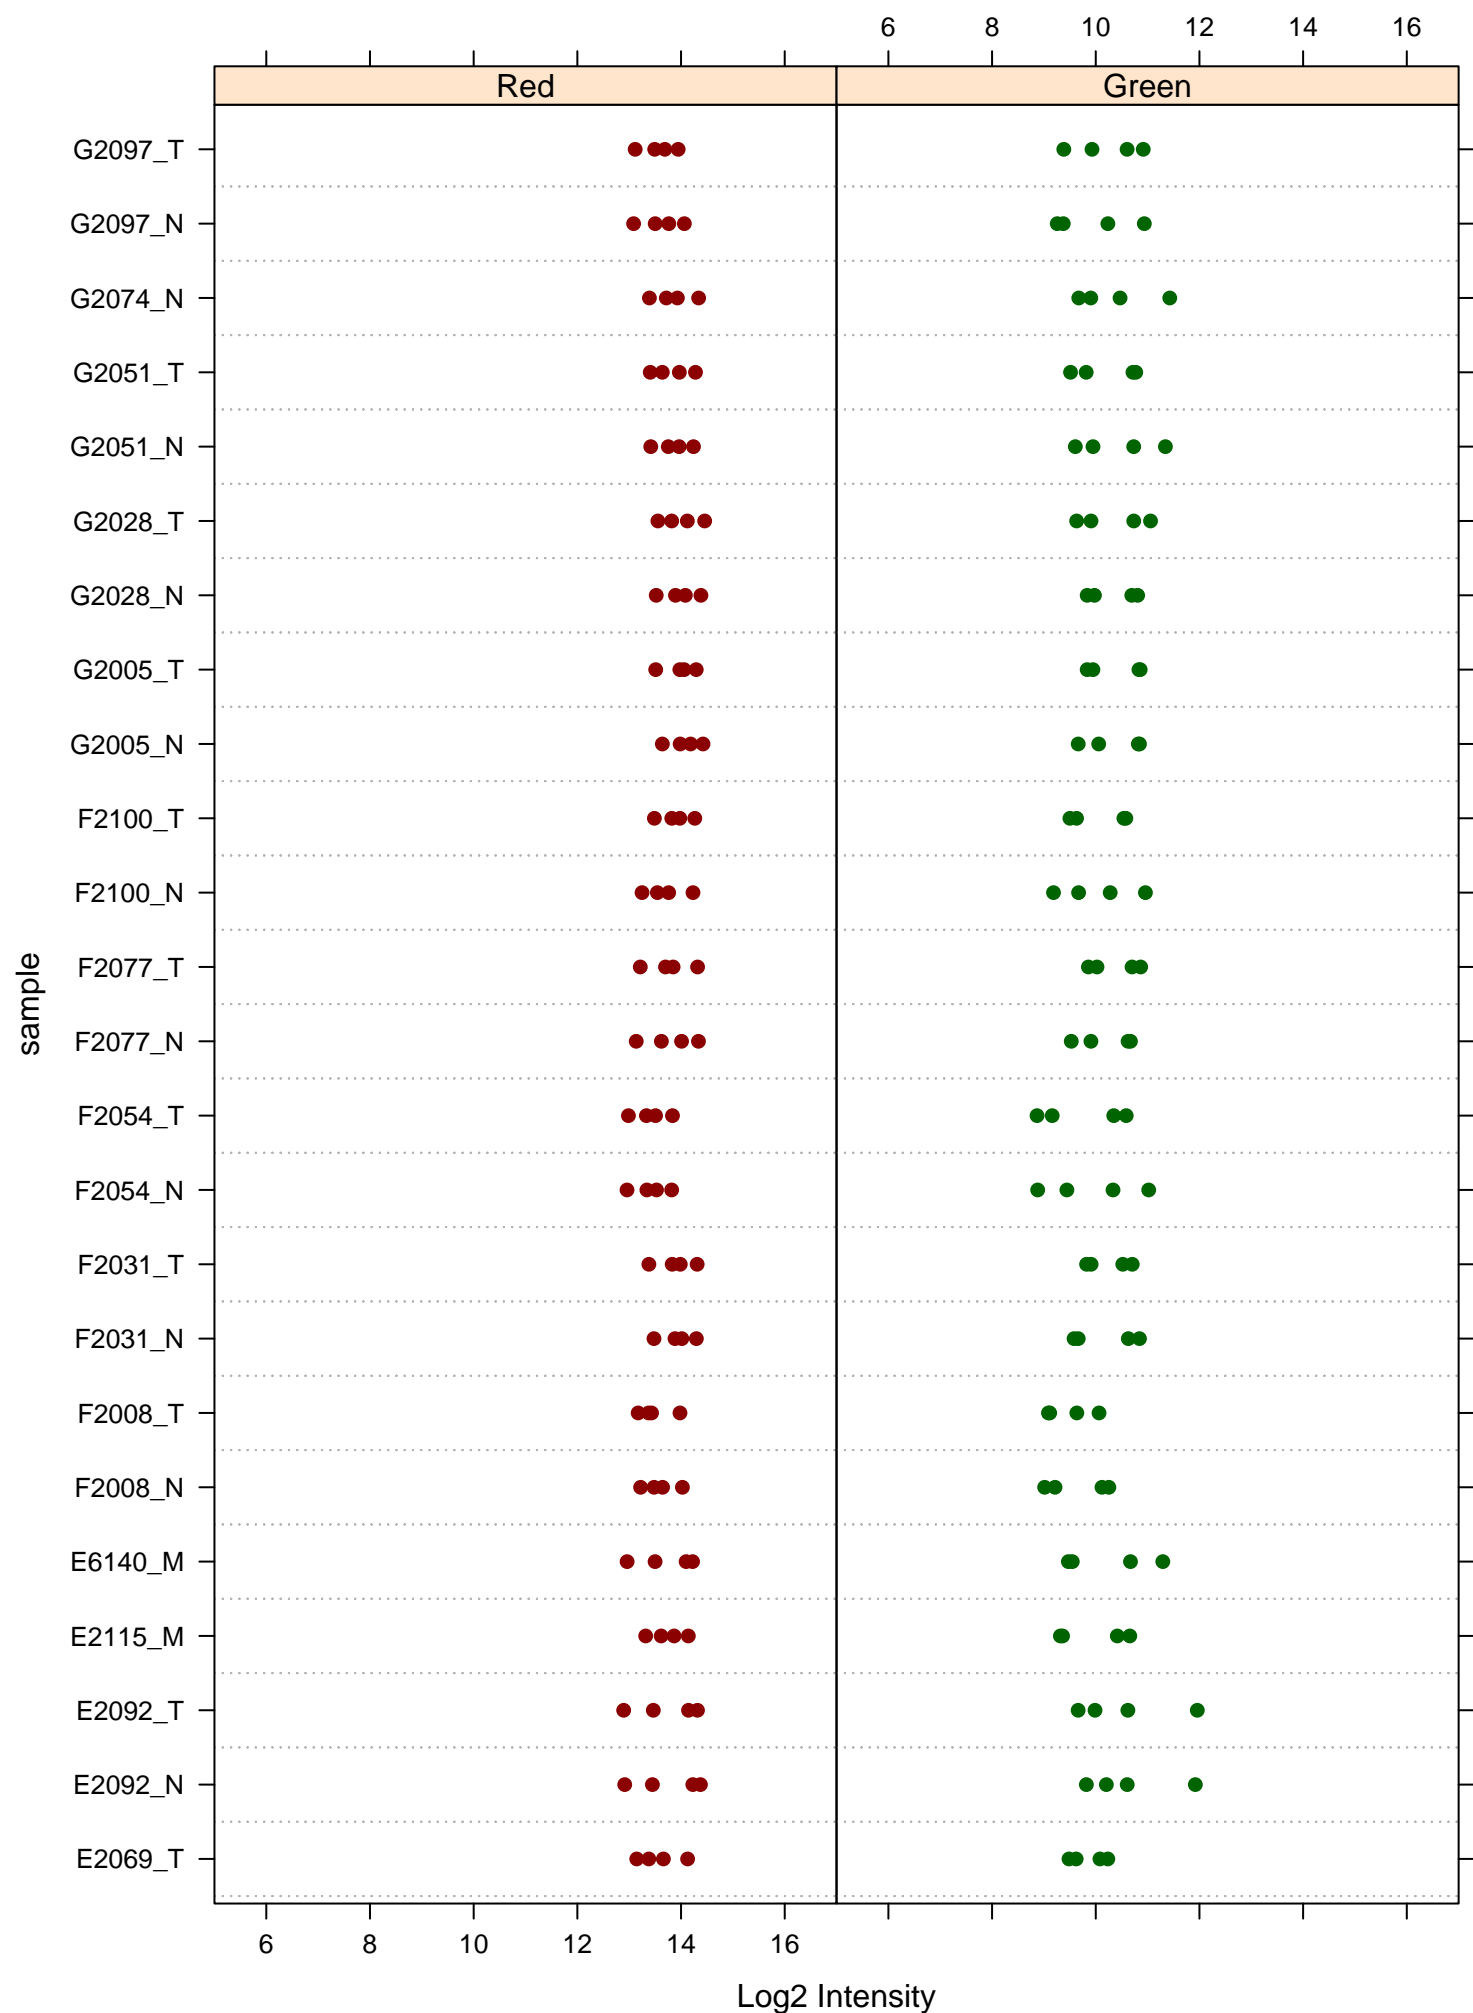 6 8 10 12 14 16
Red Green
G2097_T
G2097_N
G2074_N
G2051_T
G2051_N
G2028_T
G2028_N
G2005_T
G2005_N
F2100_T
F2100_N
F2077_T
F2077_N
F2054_T
F2054_N
F2031_T
F2031_N
F2008_T
F2008_N
E6140_M
E2115_M
E2092_T
E2092_N
E2069_T
sample
6 8 10 12 14 16
Log2 Intensity